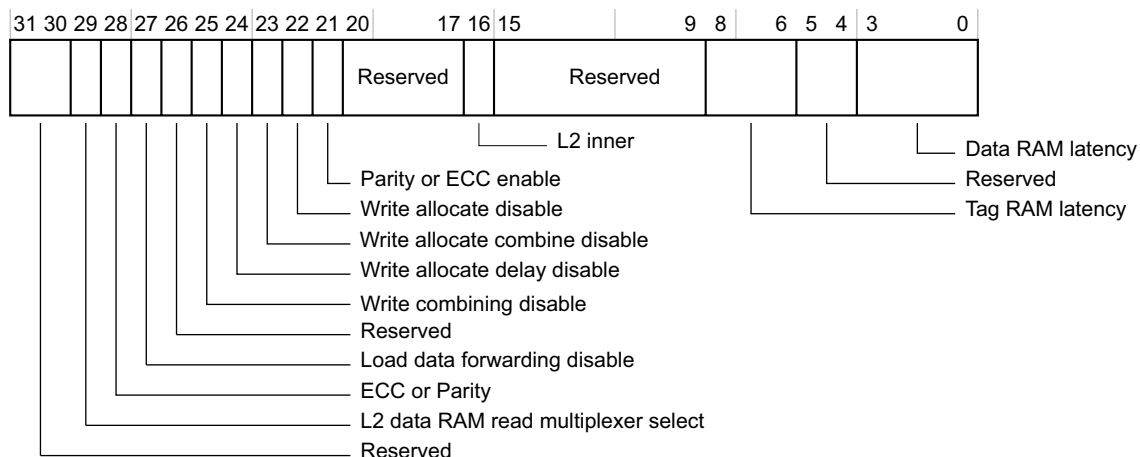 31 30 29 28 27 26 25 24 23 22 21 20 17 16 15 9 8 6 5 4 3 0
Reserved Reserved
L2 inner
Data RAM latency
Parity or ECC enable
Reserved
Write allocate disable
Tag RAM latency
Write allocate combine disable
Write allocate delay disable
Write combining disable
Reserved
Load data forwarding disable
ECC or Parity
L2 data RAM read multiplexer select
Reserved